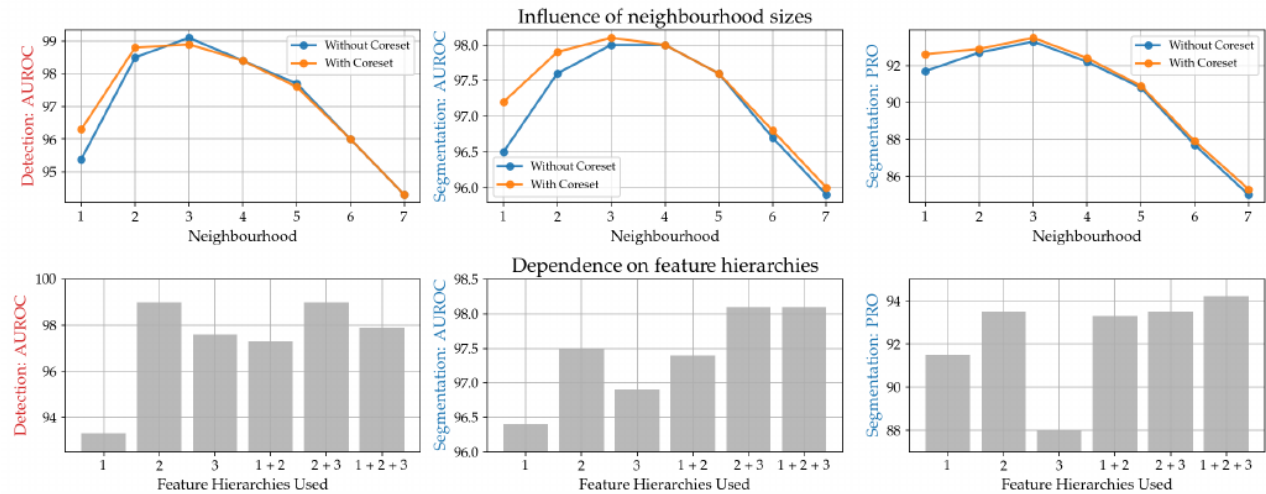 Influence of neighbourhood sizes
Detection: AUROC
99
98
97
96
95
Without Coreset
With Coreset
1 2 3 4 5 6 7
Neighbourhood
Segmentation: AUROC
98.0
97.5
97.0
96.5
96.0
Without Coreset
With Coreset
1 2 3 4 5 6 7
Neighbourhood
Segmentation: PRO
92
90
88
86
Without Coreset
With Coreset
1 2 3 4 5 6 7
Neighbourhood
Dependence on feature hierarchies
Detection: AUROC
100
98
96
94
1 2 3 1 + 2 2 + 3 1 + 2 + 3
Feature Hierarchies Used
Segmentation: AUROC
98.5
98.0
97.5
97.0
96.5
96.0
1 2 3 1 + 2 2 + 3 1 + 2 + 3
Feature Hierarchies Used
Segmentation: PRO
94
92
90
88
1 2 3 1 + 2 2 + 3 1 + 2 + 3
Feature Hierarchies Used